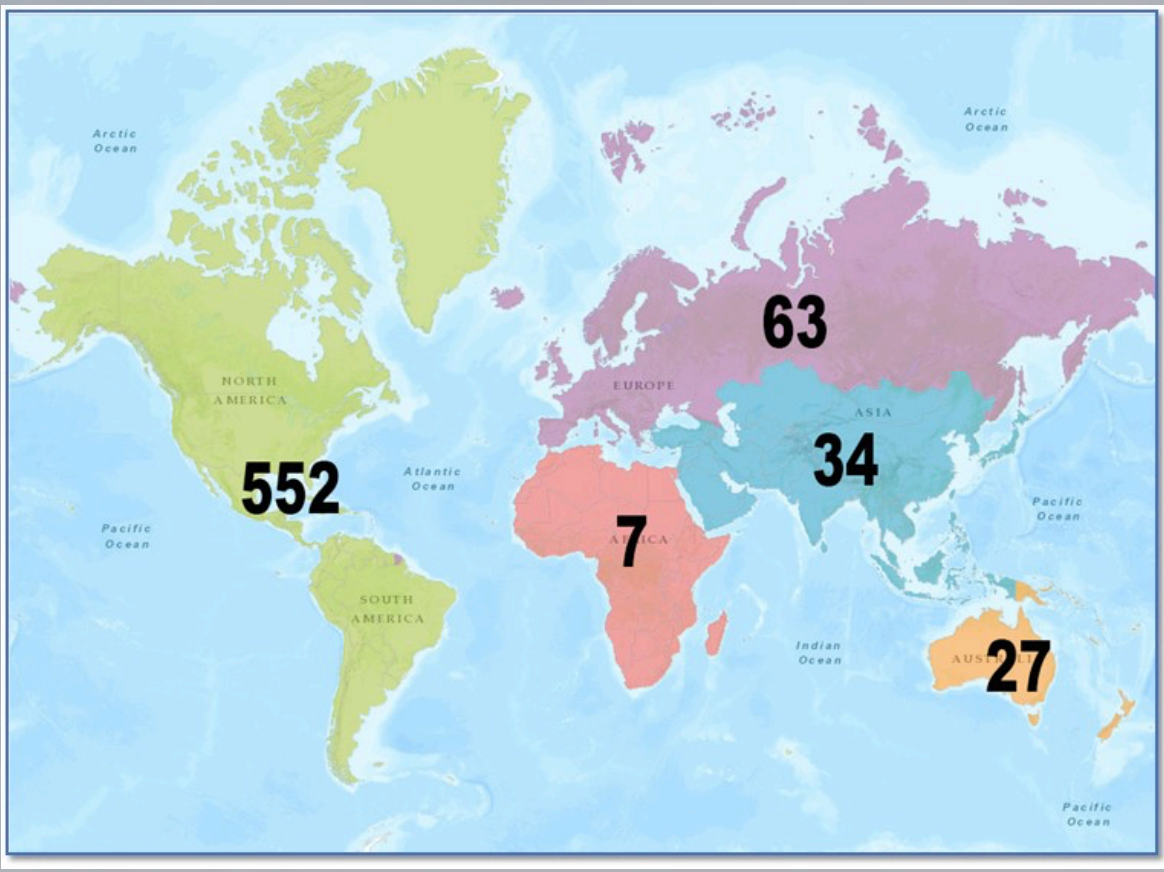 Arctic
Ocean
Arctic
Ocean
63
NORTH
AMERICA
EUROPE
ASIA
34
552
Atlantic
Ocean
Pacific
Ocean
Pacific
Ocean
7
AFRICA
SOUTH
AMERICA
Indian
Ocean
AUSTRALIA
27
Pacific
Ocean